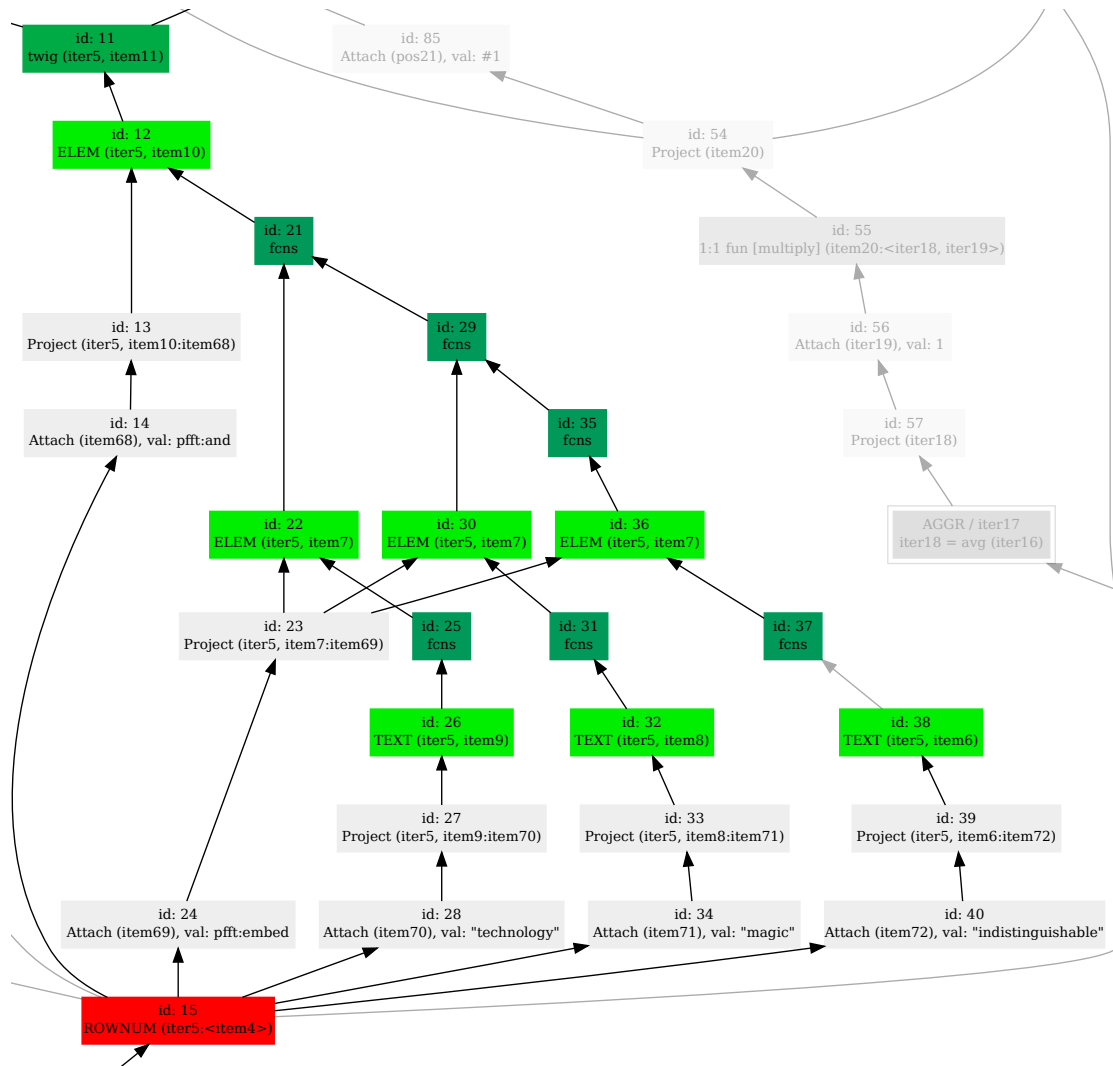 id: 11
twig (iter5, item11)
id: 85
Attach (pos21), val: #1
id: 12
ELEM (iter5, item10)
id: 54
Project (item20)
id: 21
fcns
id: 55
1:1 fun [multiply] (item20:<iter18, iter19>)
id: 13
Project (iter5, item10:item68)
id: 29
fcns
id: 56
Attach (iter19), val: 1
id: 14
Attach (item68), val: pfft:and
id: 35
fcns
id: 57
Project (iter18)
id: 22
ELEM (iter5, item7)
id: 30
ELEM (iter5, item7)
id: 36
ELEM (iter5, item7)
AGGR / iter17
iter18 = avg (iter16)
id: 23
Project (iter5, item7:item69)
id: 25
fcns
id: 31
fcns
id: 37
fcns
id: 26
TEXT (iter5, item9)
id: 32
TEXT (iter5, item8)
id: 38
TEXT (iter5, item6)
id: 27
Project (iter5, item9:item70)
id: 33
Project (iter5, item8:item71)
id: 39
Project (iter5, item6:item72)
id: 24
Attach (item69), val: pfft:embed
id: 28
Attach (item70), val: "technology"
id: 34
Attach (item71), val: "magic"
id: 40
Attach (item72), val: "indistinguishable"
id: 15
ROWNUM (iter5:<item4>)